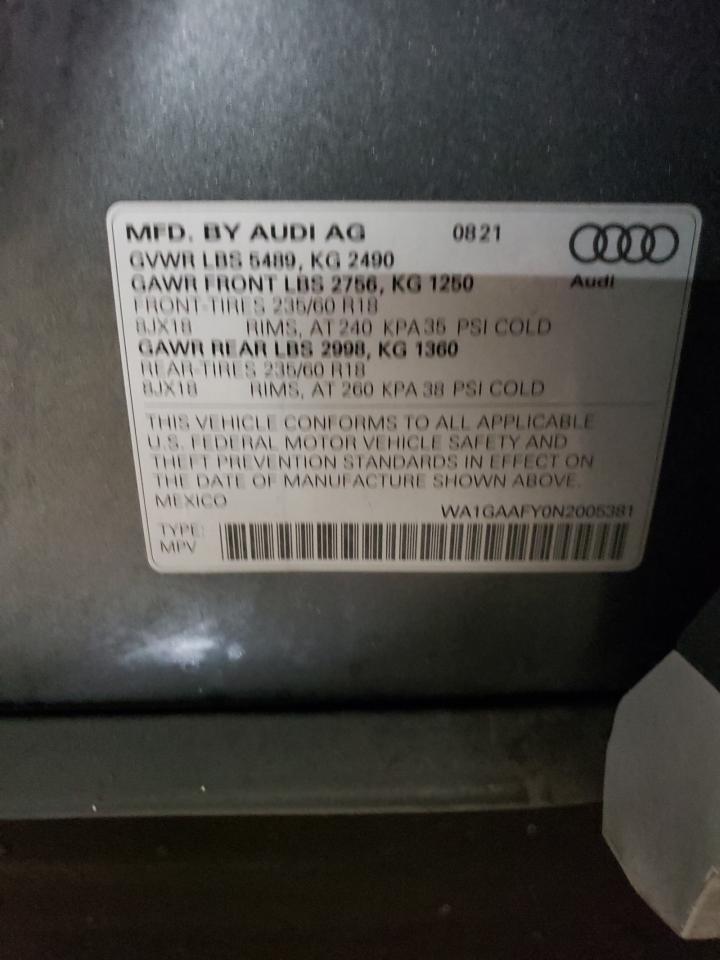 MFD. BY AUDI AG 0821
GVWR LBS 5489, KG 2490
GAWR FRONT LBS 2756, KG 1250
Audi
FRONT-TIRES 235/60 R18
8JX18 RIMS, AT 240 KPA 35 PSI COLD
GAWR REAR LBS 2998, KG 1360
REAR-TIRES 235/60 R18
8JX18 RIMS, AT 260 KPA 38 PSI COLD
THIS VEHICLE CONFORMS TO ALL APPLICABLE
U.S. FEDERAL MOTOR VEHICLE SAFETY AND
THEFT PREVENTION STANDARDS IN EFFECT ON
THE DATE OF MANUFACTURE SHOWN ABOVE.
MEXICO
WA1GAAFY0N2005381
TYPE:
MPV